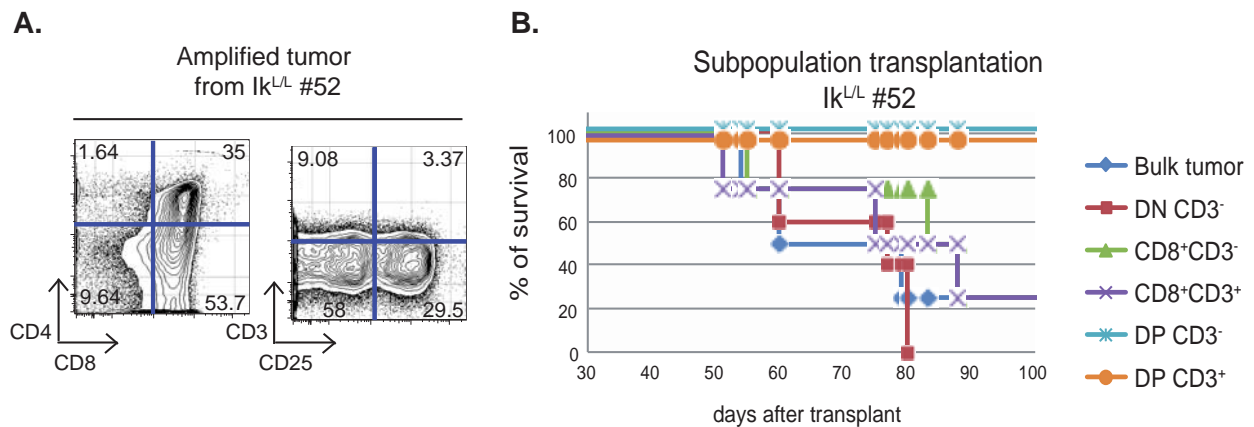 A.
Amplified tumor
from Ik^L/L #52
1.64 35
9.64 53.7
CD4
CD8
9.08 3.37
58 29.5
CD3
CD25
B.
Subpopulation transplantation
Ik^L/L #52
% of survival
100
80
60
40
20
0
30 40 50 60 70 80 90 100
days after transplant
Bulk tumor
DN CD3⁻
CD8⁺CD3⁻
CD8⁺CD3⁺
DP CD3⁻
DP CD3⁺